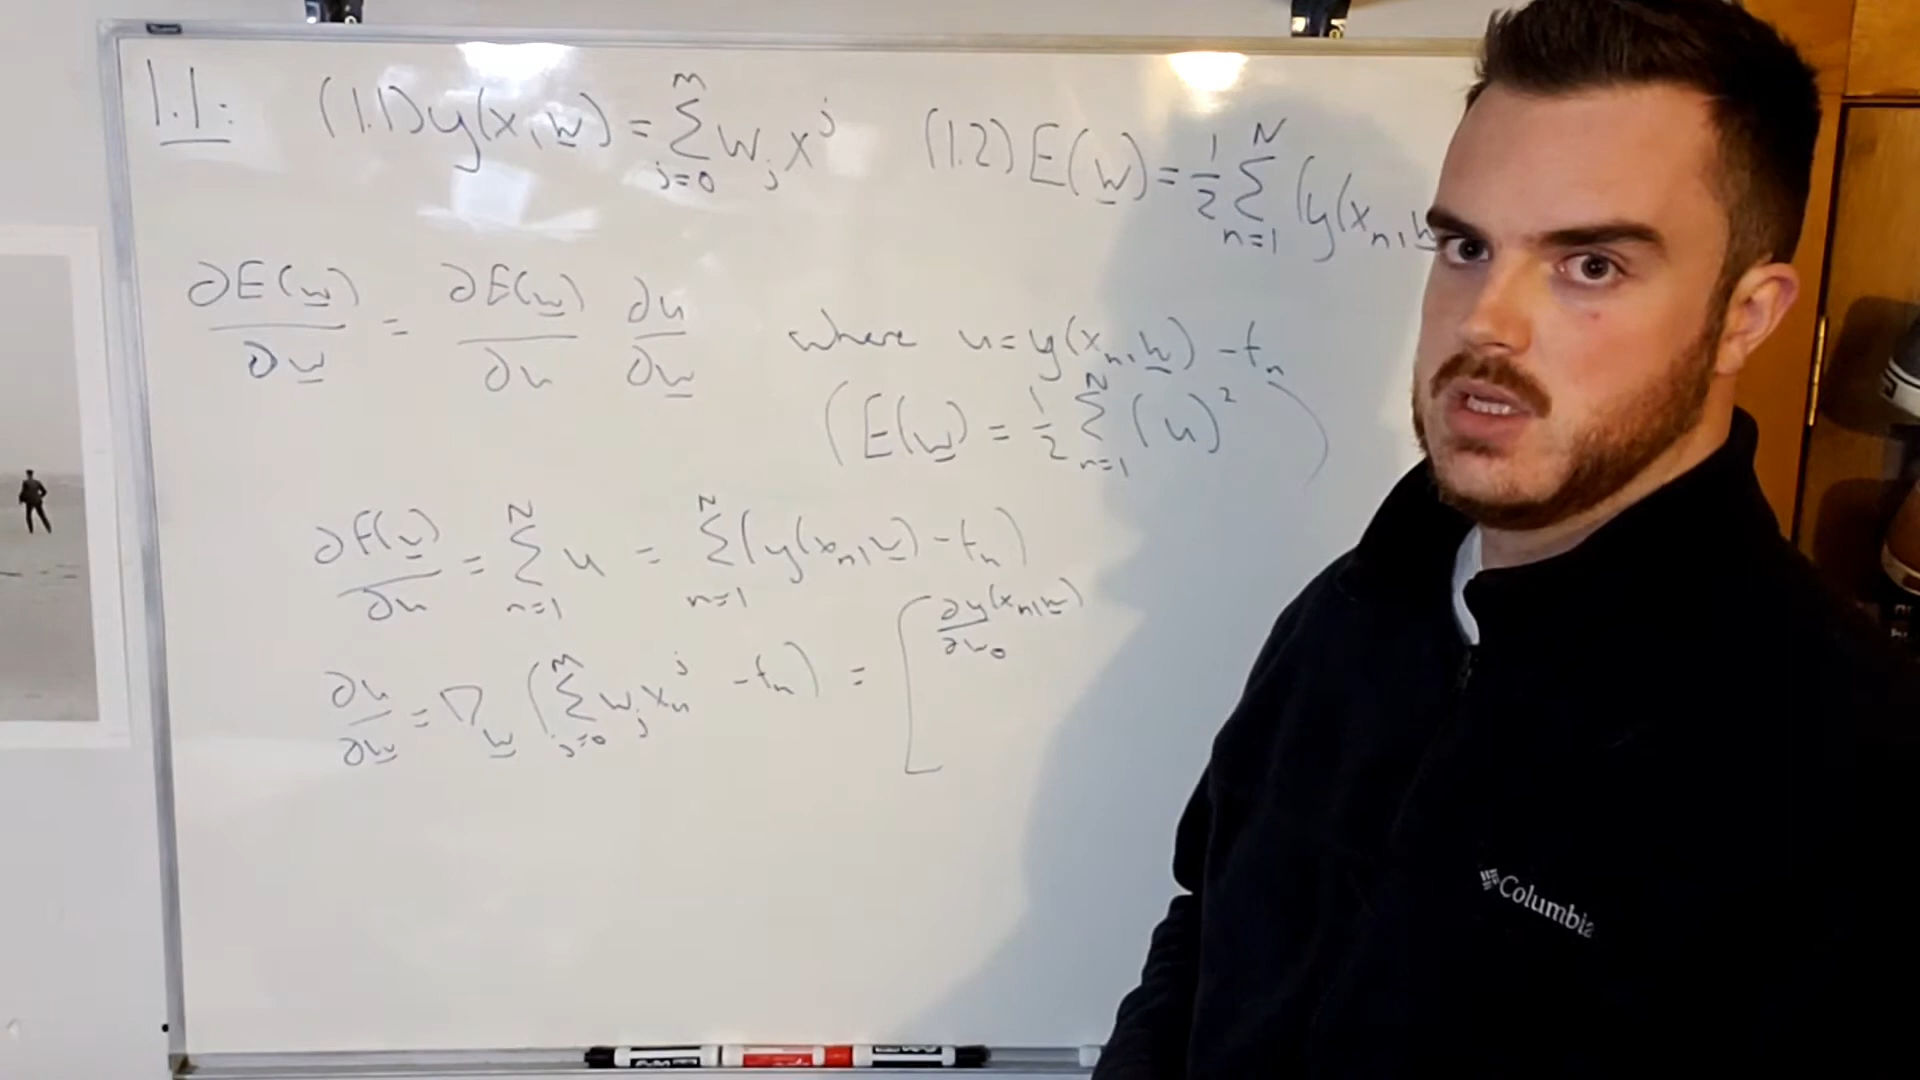 1.1: (1.1) y(x, w) = Σ_{j=0}^{M} w_j x^j (1.2) E(w) = 1/2 Σ_{n=1}^{N} (y(x_n, w
∂E(w)/∂w = ∂E(w)/∂u ∂u/∂w where u = y(x_n, w) - t_n
(E(w) = 1/2 Σ_{n=1}^{N} (u)^2)
∂E(w)/∂u = Σ_{n=1}^{N} u = Σ_{n=1}^{N} (y(x_n, w) - t_n)
∂u/∂w = ∇_w (Σ_{j=0}^{M} w_j x_n^j - t_n) = [ ∂y(x_n, w)/∂w_0
Columbia